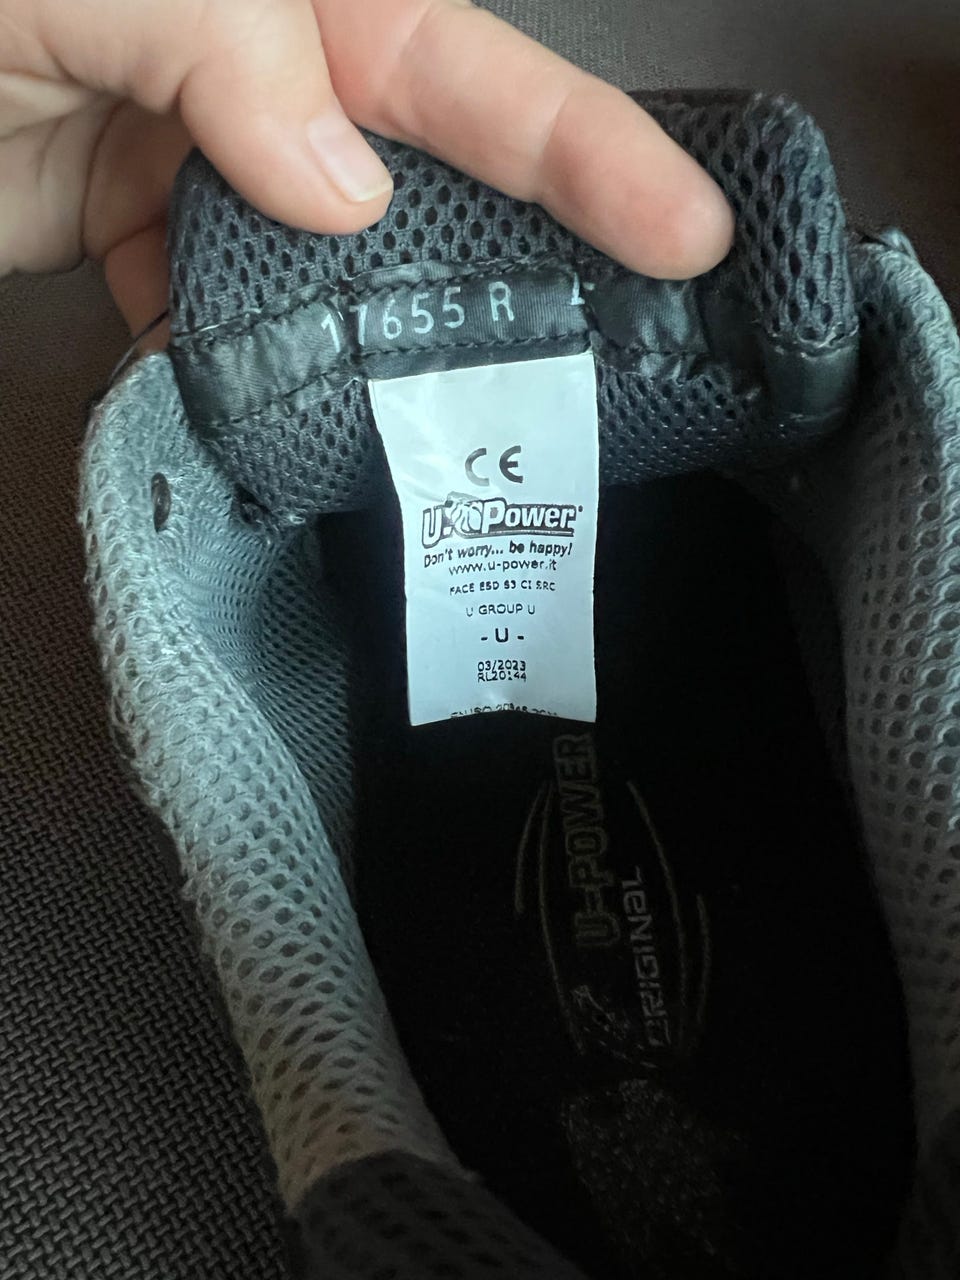 17655 R
CE
U-Power
Don't worry... be happy!
www.u-power.it
FACE ESD S3 CI SRC
U GROUP U
- U -
03/2023
RL20144
U-POWER
ORIGINAL